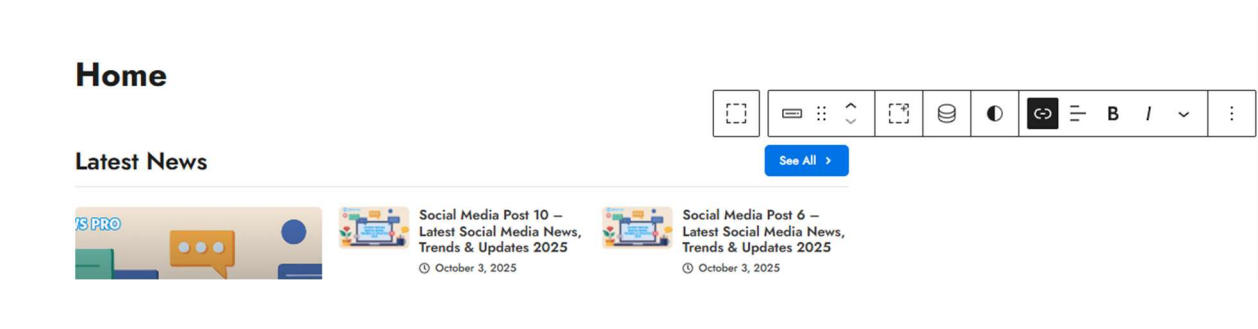 Home
B I
Latest News
See All
/S PRO
Social Media Post 10 –
Latest Social Media News,
Trends & Updates 2025
October 3, 2025
Social Media Post 6 –
Latest Social Media News,
Trends & Updates 2025
October 3, 2025